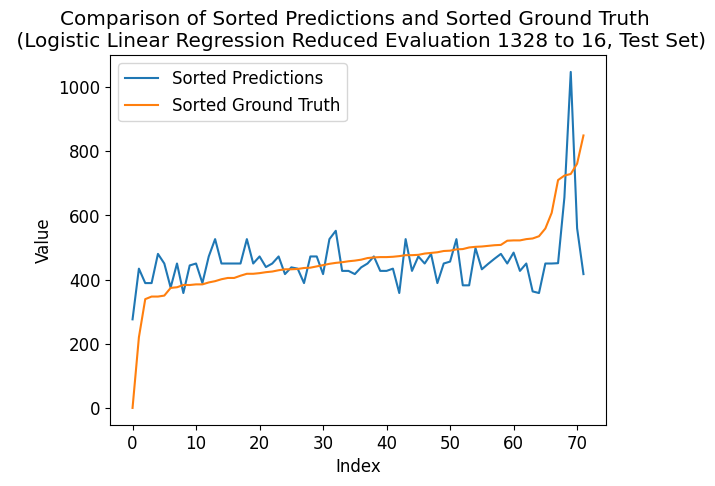 Comparison of Sorted Predictions and Sorted Ground Truth
(Logistic Linear Regression Reduced Evaluation 1328 to 16, Test Set)
Sorted Predictions
Sorted Ground Truth
1000
800
600
400
200
0
Value
0 10 20 30 40 50 60 70
Index